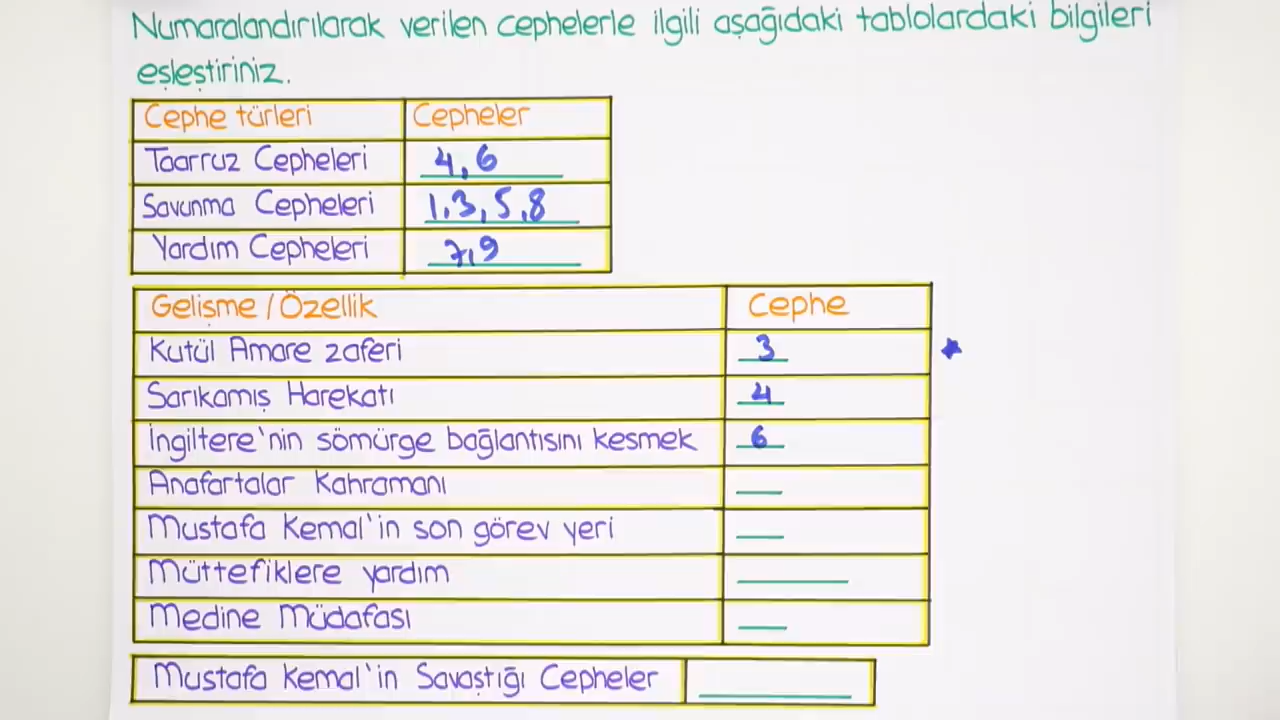 Numaralandırılarak verilen cephelerle ilgili aşağıdaki tablolardaki bilgileri
eşleştiriniz.
Cephe türleri Cepheler
Taarruz Cepheleri 4, 6
Savunma Cepheleri 1, 3, 5, 8
Yardım Cepheleri 7, 9
Gelişme / Özellik Cephe
Kutül Amare zaferi 3
Sarıkamış Harekatı 4
İngiltere'nin sömürge bağlantısını kesmek 6
Anafartalar Kahramanı
Mustafa Kemal'in son görev yeri
Müttefiklere yardım
Medine Müdafası
Mustafa Kemal'in Savaştığı Cepheler